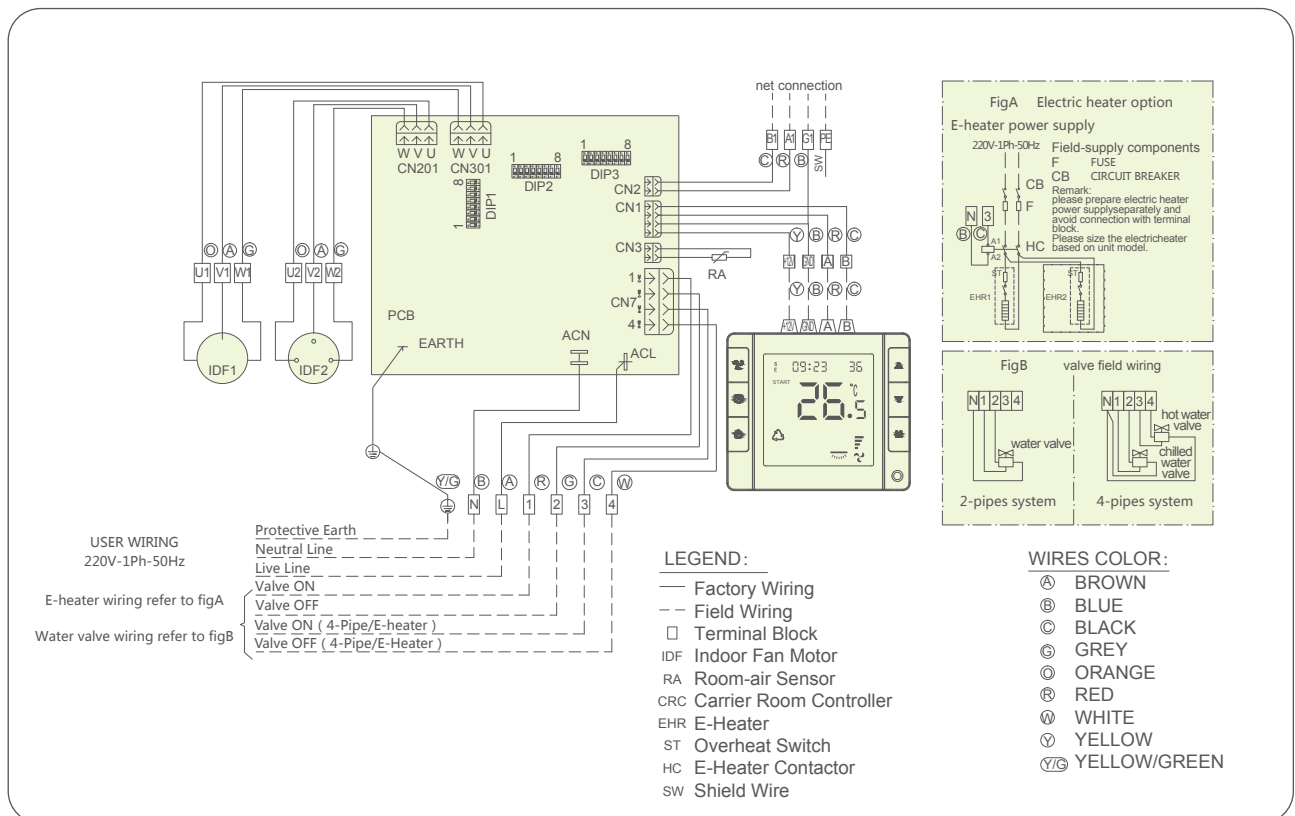 net connection
B1 A1 G1 PE
C R B SW
W V U W V U
CN201 CN301
1 8
DIP2
1 8
DIP3
8
1
DIP1
CN2
CN1
CN3
RA
1
CN7
4
Y B R C
+12V GND A B
Y B R C
+12V GND A B
O A G O A G
U1 V1 W1 U2 V2 W2
IDF1 IDF2
PCB
EARTH
ACN
ACL
S
E
09:23 36
START
26.5
℃
Y/G B A R G C W
N L 1 2 3 4
USER WIRING
220V-1Ph-50Hz
Protective Earth
Neutral Line
Live Line
Valve ON
Valve OFF
Valve ON ( 4-Pipe/E-heater )
Valve OFF ( 4-Pipe/E-Heater )
E-heater wiring refer to figA
Water valve wiring refer to figB
FigA Electric heater option
E-heater power supply
220V-1Ph-50Hz
Field-supply components
F FUSE
CB CIRCUIT BREAKER
Remark:
please prepare electric heater
power supplyseparately and
avoid connection with terminal
block.
Please size the electricheater
based on unit model.
CB
F
N 3
B C
A1
A2
HC
ST ST
EHR1 EHR2
FigB valve field wiring
N 1 2 3 4 N 1 2 3 4
hot water
valve
water valve
chilled
water
valve
2-pipes system 4-pipes system
LEGEND:
Factory Wiring
Field Wiring
Terminal Block
IDF Indoor Fan Motor
RA Room-air Sensor
CRC Carrier Room Controller
EHR E-Heater
ST Overheat Switch
HC E-Heater Contactor
SW Shield Wire
WIRES COLOR:
A BROWN
B BLUE
C BLACK
G GREY
O ORANGE
R RED
W WHITE
Y YELLOW
Y/G YELLOW/GREEN